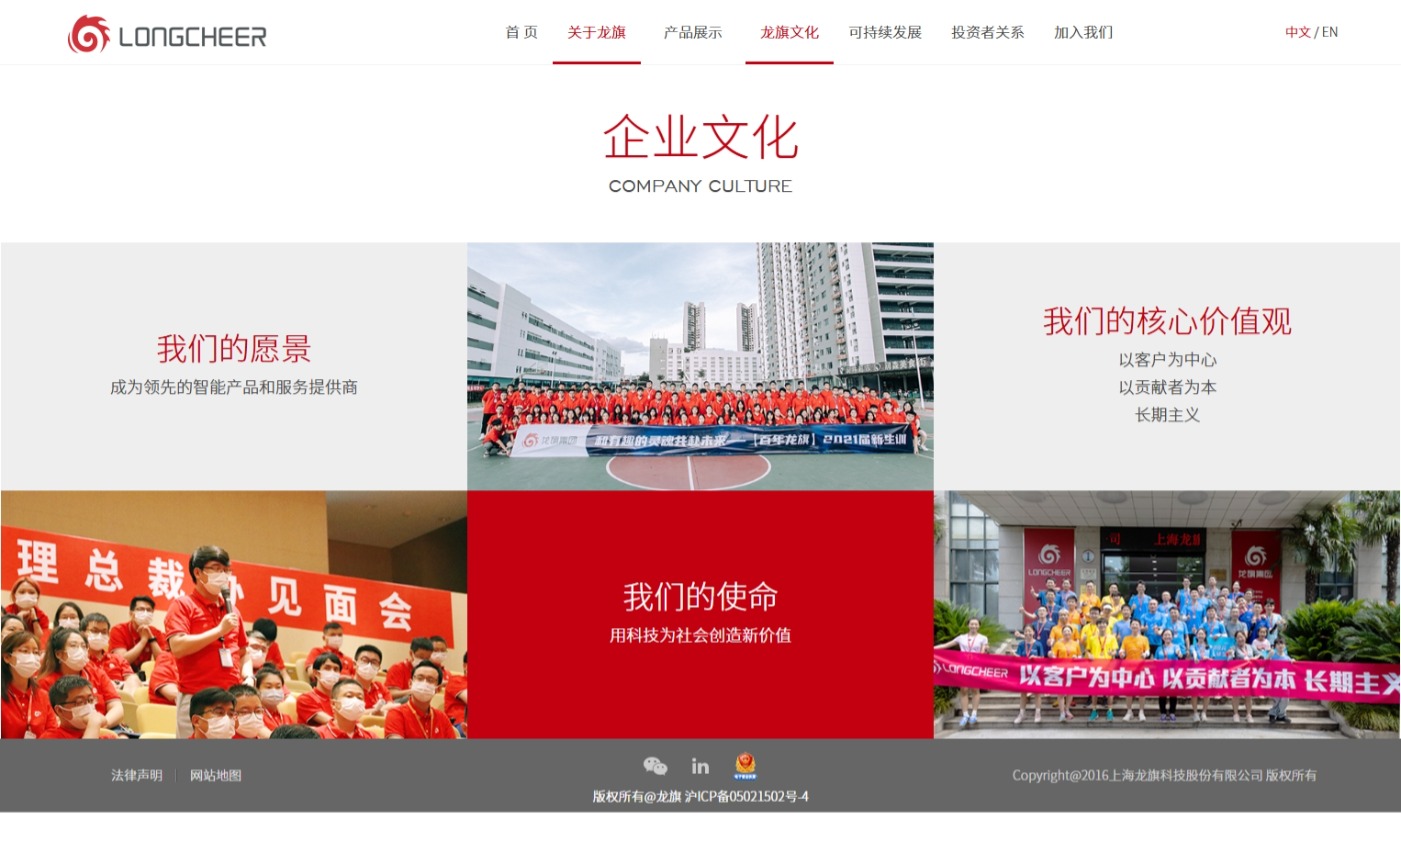 LONGCHEER
首 页
关于龙旗
产品展示
龙旗文化
可持续发展
投资者关系
加入我们
中文 / EN
企业文化
COMPANY CULTURE
我们的愿景
成为领先的智能产品和服务提供商
龙旗集团 和有趣的灵魂共赴未来 【百年龙旗】2021届新生训
我们的核心价值观
以客户为中心
以贡献者为本
长期主义
理总裁 见面会
我们的使命
用科技为社会创造新价值
司 上海龙旗
LONGCHEER
龙旗集团
LONGCHEER 以客户为中心 以贡献者为本 长期主义
法律声明 | 网站地图
in
版权所有@龙旗 沪ICP备05021502号-4
Copyright@2016上海龙旗科技股份有限公司 版权所有